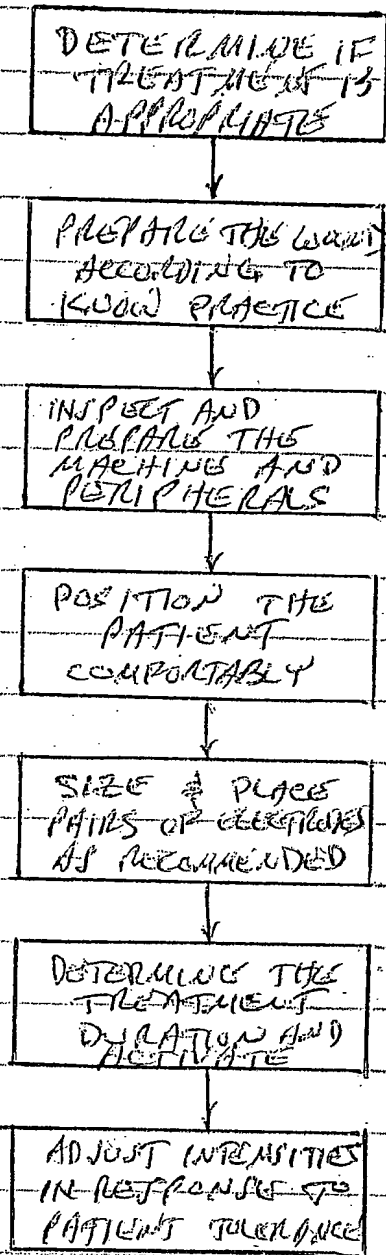 DETERMINE IF
TREATMENT IS
APPROPRIATE
PREPARE THE WOUND
ACCORDING TO
KNOWN PRACTICE
INSPECT AND
PREPARE THE
MACHINE AND
PERIPHERALS
POSITION THE
PATIENT
COMFORTABLY
SIZE & PLACE
PAIRS OF ELECTRODES
AS RECOMMENDED
DETERMINE THE
TREATMENT
DURATION AND
ACTIVATE
ADJUST INTENSITIES
IN RESPONSE TO
PATIENT TOLERANCE